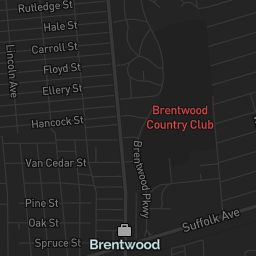 Rutledge St
Hale St
Carroll St
Lincoln Ave
Floyd St
Ellery St
Brentwood
Country Club
Hancock St
Brentwood Pkwy
Van Cedar St
Pine St
Suffolk Ave
Oak St
Spruce St
Brentwood